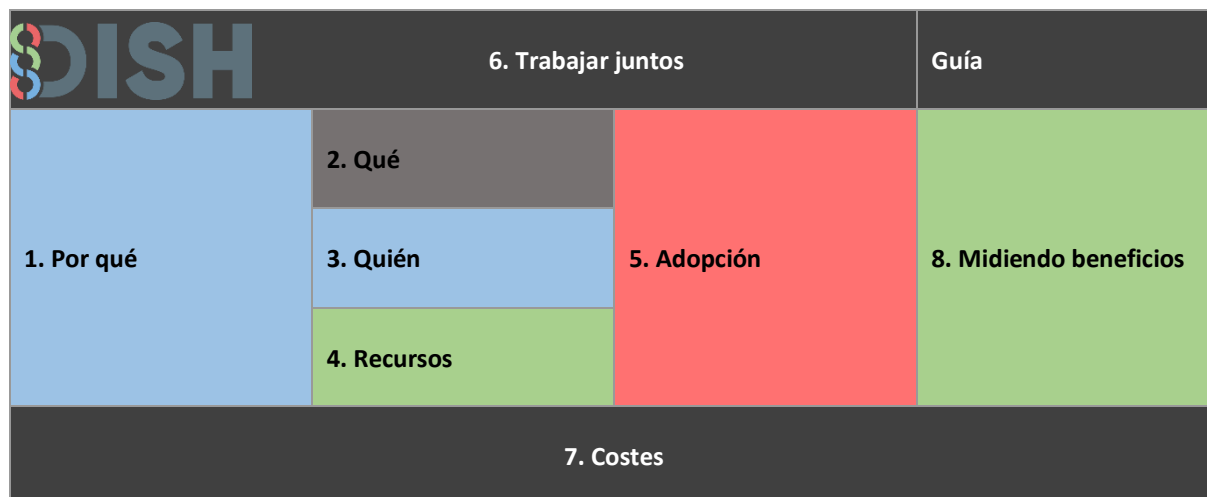 DISH
6. Trabajar juntos
Guía
1. Por qué
2. Qué
3. Quién
4. Recursos
5. Adopción
8. Midiendo beneficios
7. Costes